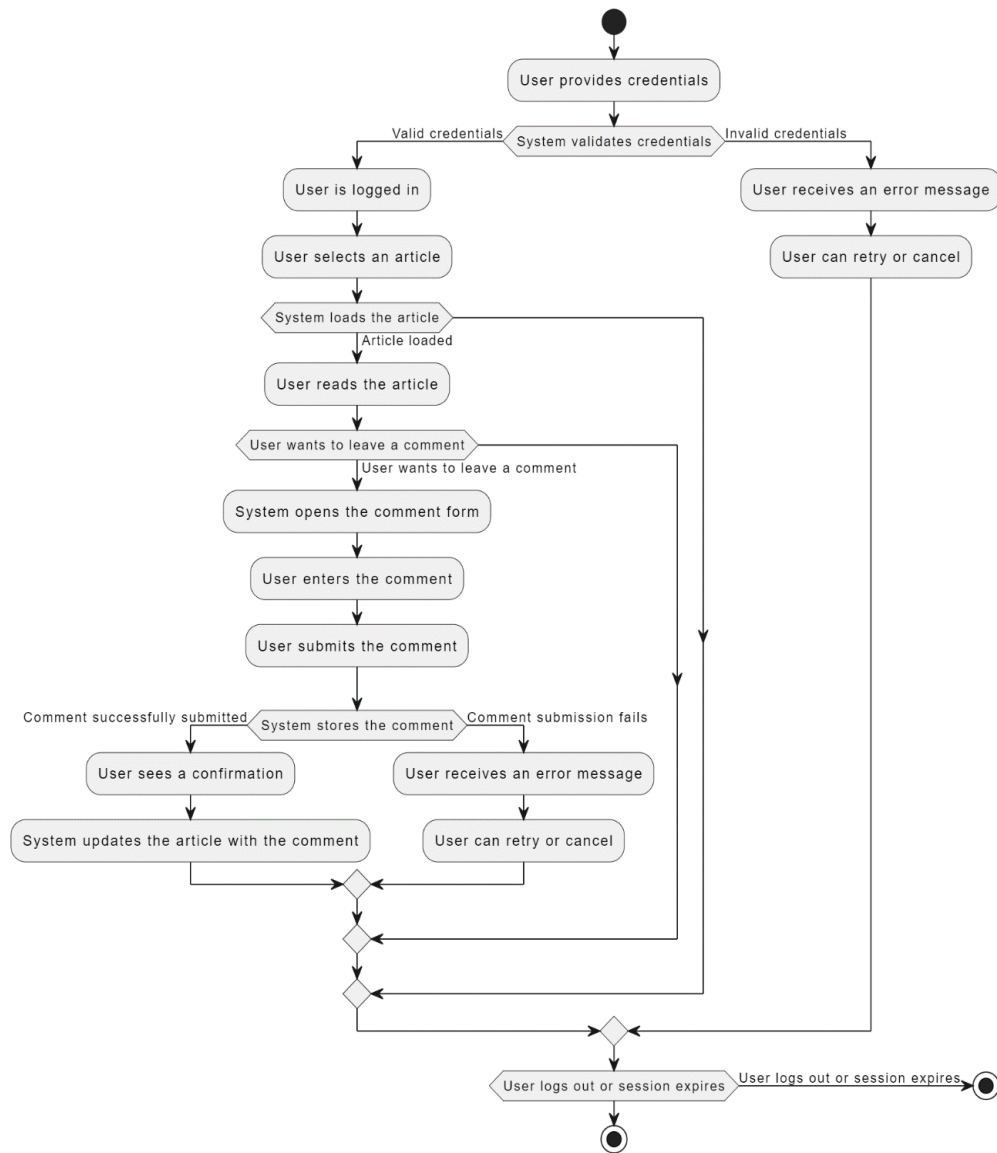 User provides credentials
Valid credentials
System validates credentials
Invalid credentials
User is logged in
User receives an error message
User selects an article
User can retry or cancel
System loads the article
Article loaded
User reads the article
User wants to leave a comment
User wants to leave a comment
System opens the comment form
User enters the comment
User submits the comment
Comment successfully submitted
System stores the comment
Comment submission fails
User sees a confirmation
User receives an error message
System updates the article with the comment
User can retry or cancel
User logs out or session expires
User logs out or session expires